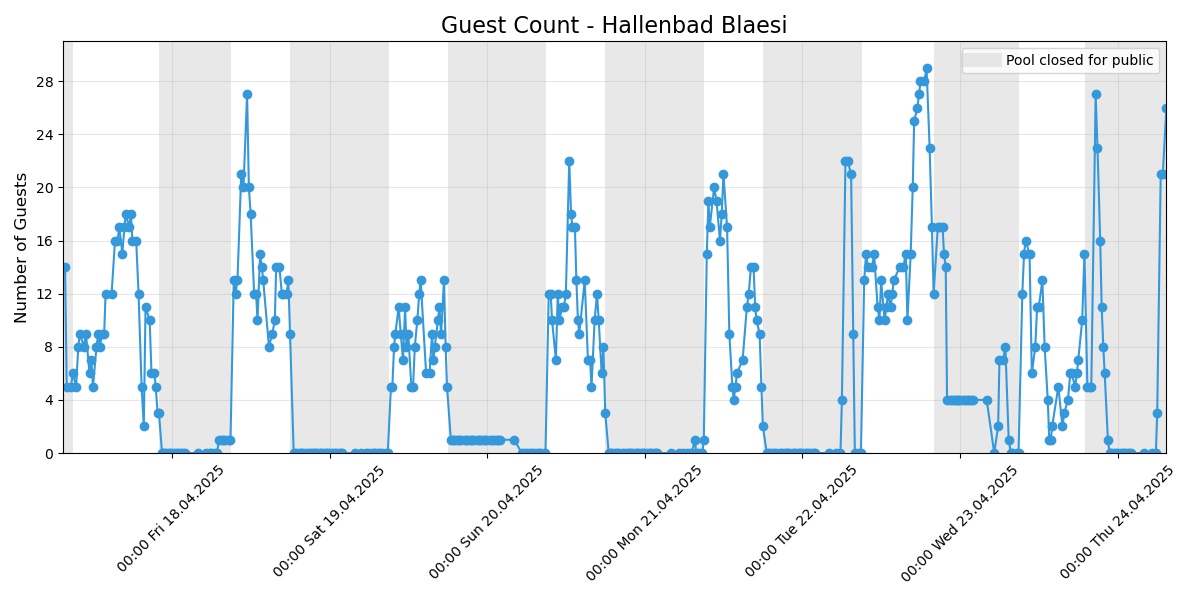 Guest Count - Hallenbad Blaesi
Pool closed for public
Number of Guests
28
24
20
16
12
8
4
0
00:00 Fri 18.04.2025
00:00 Sat 19.04.2025
00:00 Sun 20.04.2025
00:00 Mon 21.04.2025
00:00 Tue 22.04.2025
00:00 Wed 23.04.2025
00:00 Thu 24.04.2025